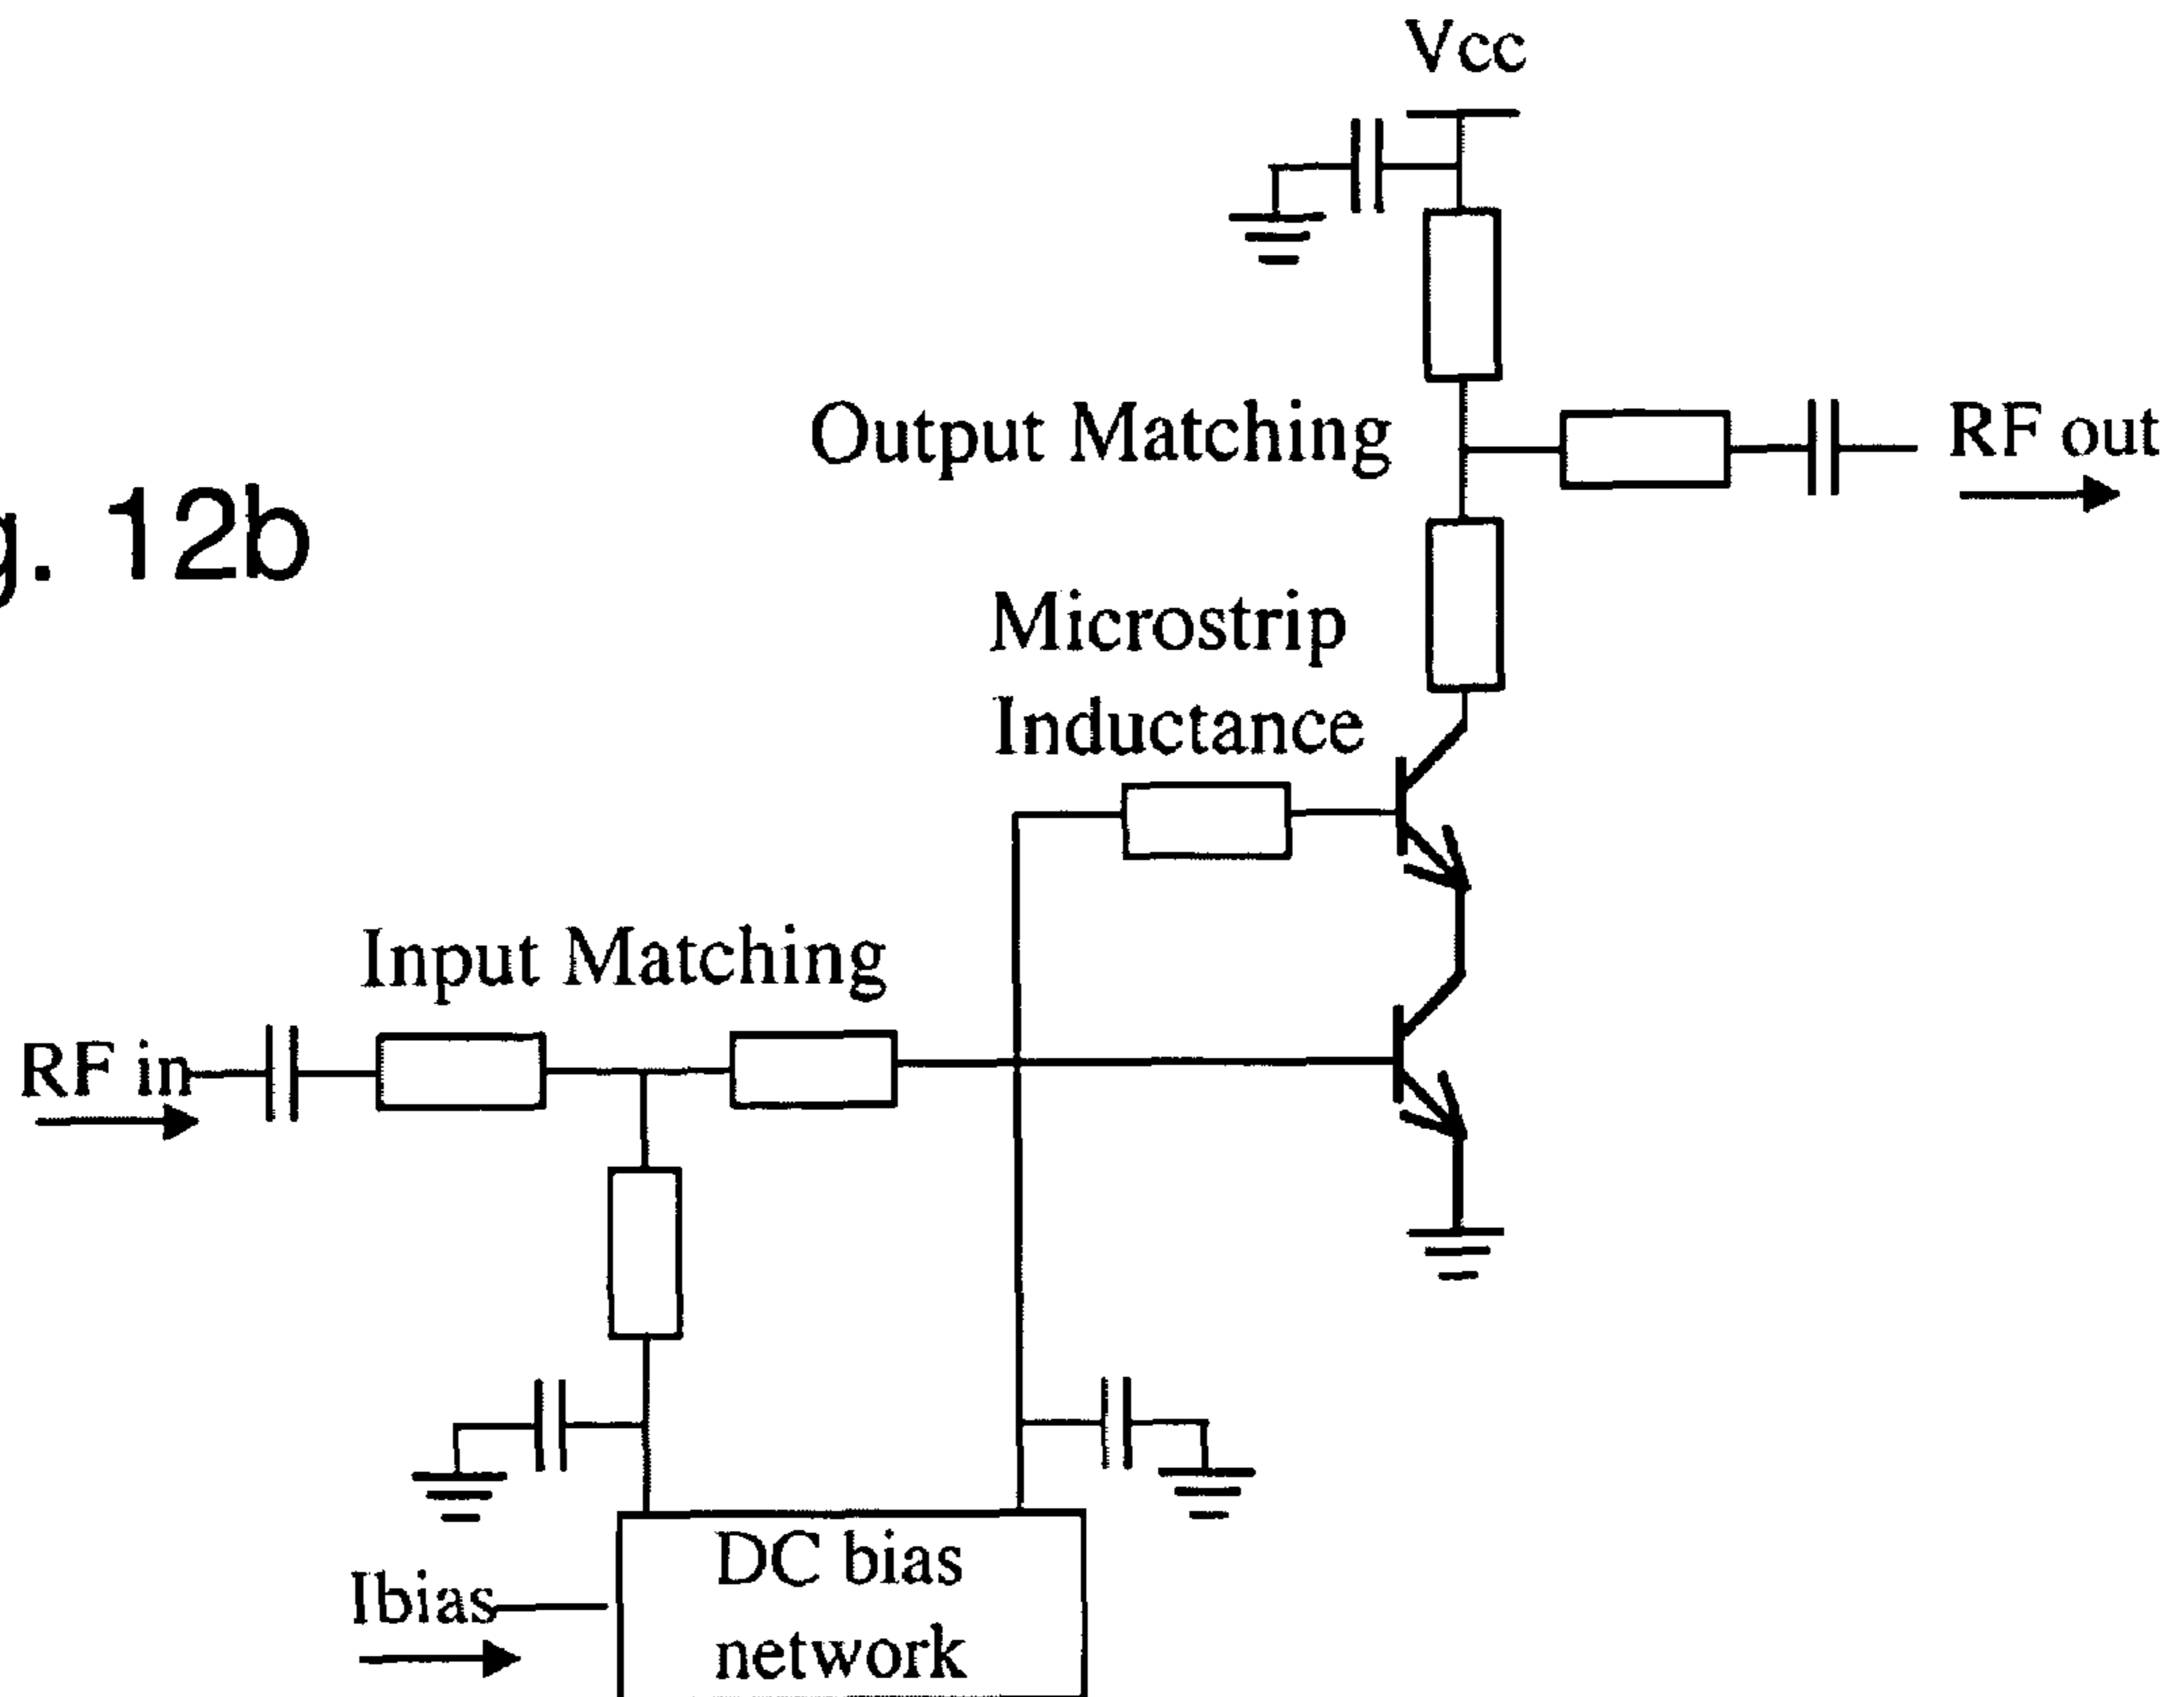 Vcc
Output Matching
RF out
g. 12b
Microstrip
Inductance
Input Matching
RF in
DC bias
network
Ibias